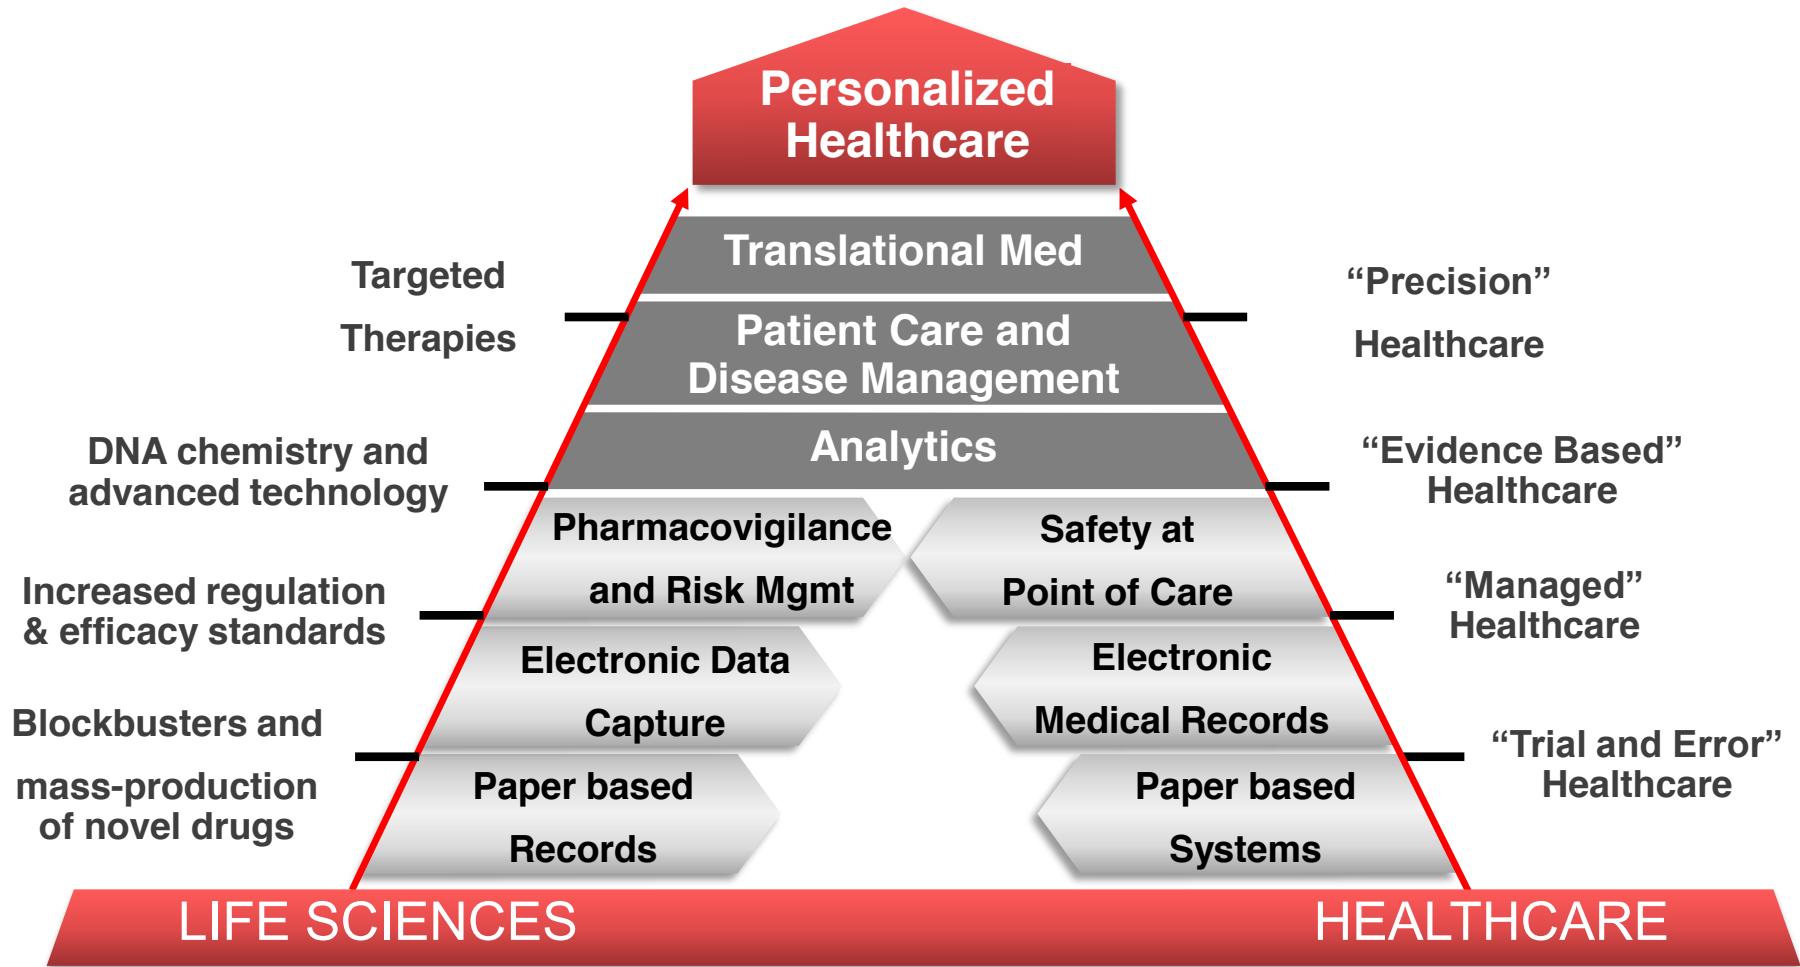 Personalized
Healthcare
Translational Med
Targeted
Therapies
“Precision”
Healthcare
Patient Care and
Disease Management
Analytics
DNA chemistry and
advanced technology
“Evidence Based”
Healthcare
Pharmacovigilance
and Risk Mgmt
Safety at
Point of Care
Increased regulation
& efficacy standards
“Managed”
Healthcare
Electronic Data
Capture
Electronic
Medical Records
Blockbusters and
mass-production
of novel drugs
“Trial and Error”
Healthcare
Paper based
Records
Paper based
Systems
LIFE SCIENCES
HEALTHCARE